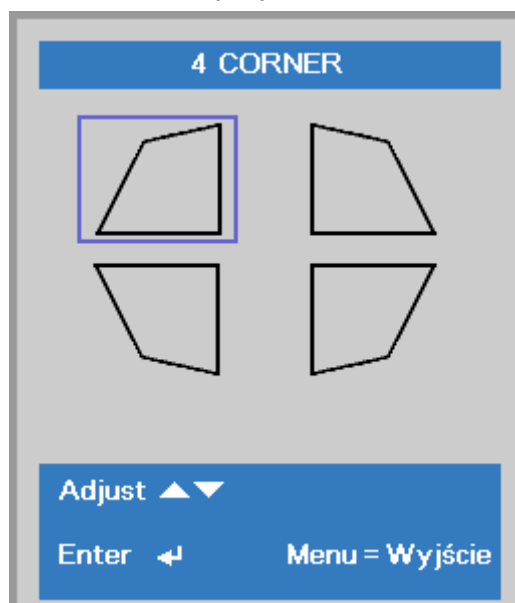 4 CORNER
Adjust ▲▼
Enter ↵
Menu = Wyjście